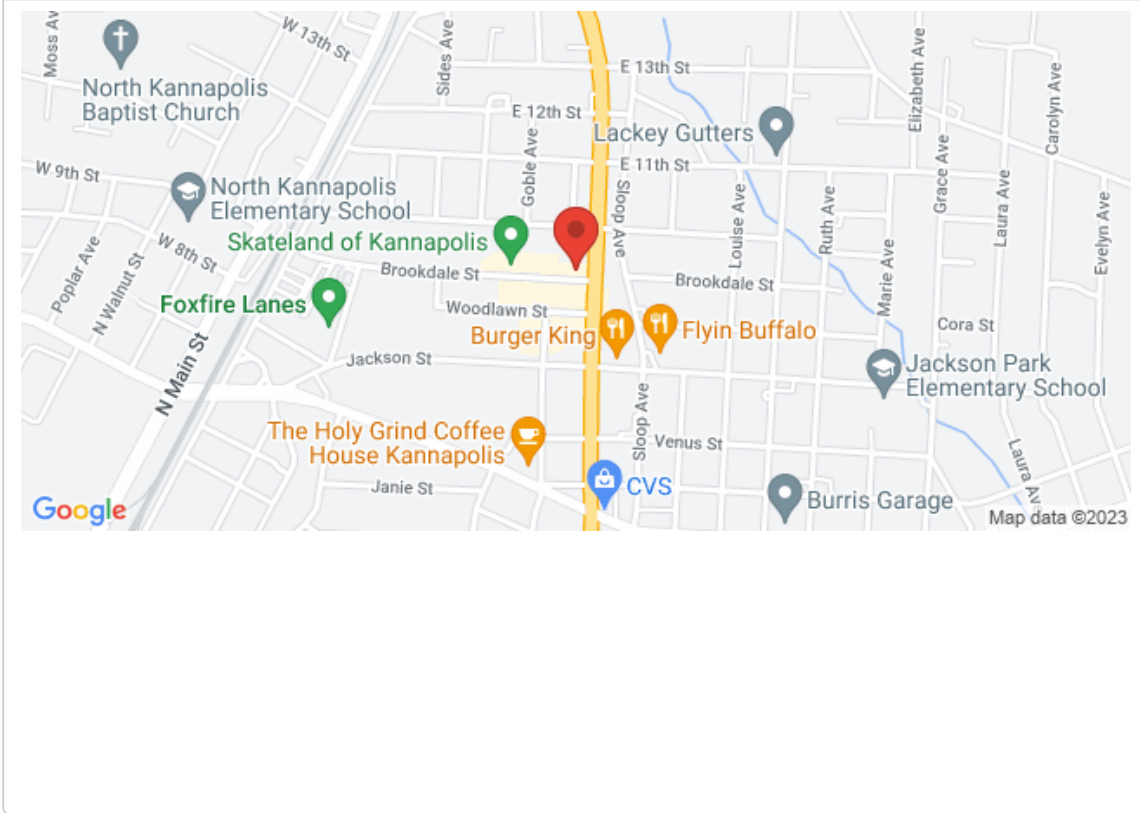 Moss Av
W 13th St
North Kannapolis
Baptist Church
Sides Ave
E 13th St
E 12th St
Lackey Gutters
Elizabeth Ave
Carolyn Ave
W 9th St
North Kannapolis
Elementary School
Goble Ave
E 11th St
Sloop Ave
Louise Ave
Ruth Ave
Grace Ave
Laura Ave
Evelyn Ave
Poplar Ave
N Walnut St
W 8th St
Skateland of Kannapolis
Brookdale St
Brookdale St
Marie Ave
Foxfire Lanes
Woodlawn St
Burger King
Flyin Buffalo
Cora St
N Main St
Jackson St
Jackson Park
Elementary School
Sloop Ave
The Holy Grind Coffee
House Kannapolis
Venus St
Laura Ave
Janie St
CVS
Burris Garage
Google
Map data ©2023